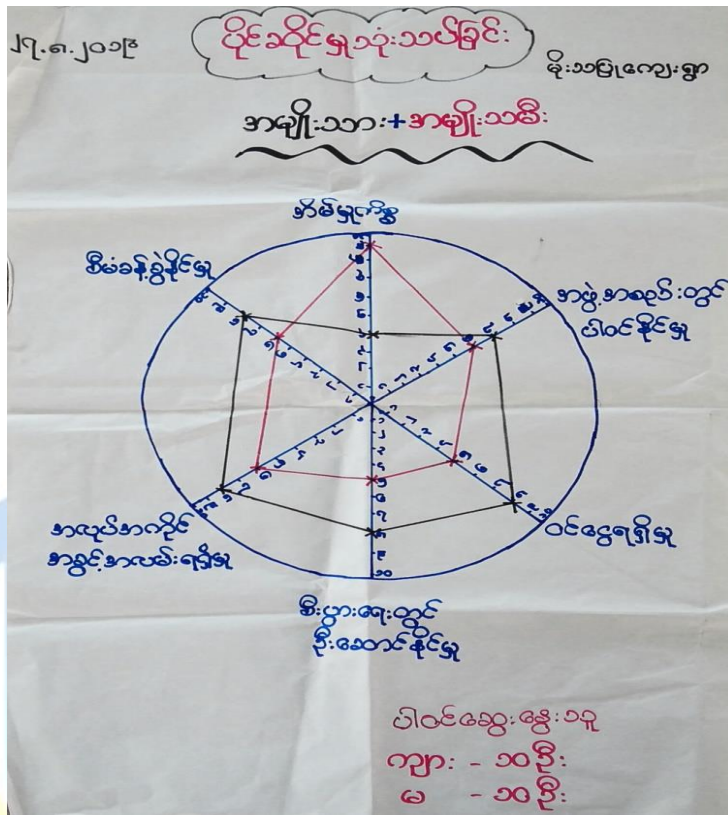 ပိုင်ဆိုင်မှုသုံးသပ်ခြင်း
၂၇.၈.၂၀၁၉
မိုးသပြုကျေးရွာ
အမျိုးသား+အမျိုးသမီး
အိမ်မှုကိစ္စ
စီမံခန့်ခွဲနိုင်မှု
အဖွဲ့အစည်းတွင်
ပါဝင်နိုင်မှု
အလုပ်အကိုင်
အခွင့်အလမ်းရရှိမှု
ဝင်ငွေရရှိမှု
စီးပွားရေးတွင်
ဦးဆောင်နိုင်မှု
ပါဝင်ဆွေးနွေးသူ
ကျား - ၁၀ဦး
မ - ၁၀ဦး